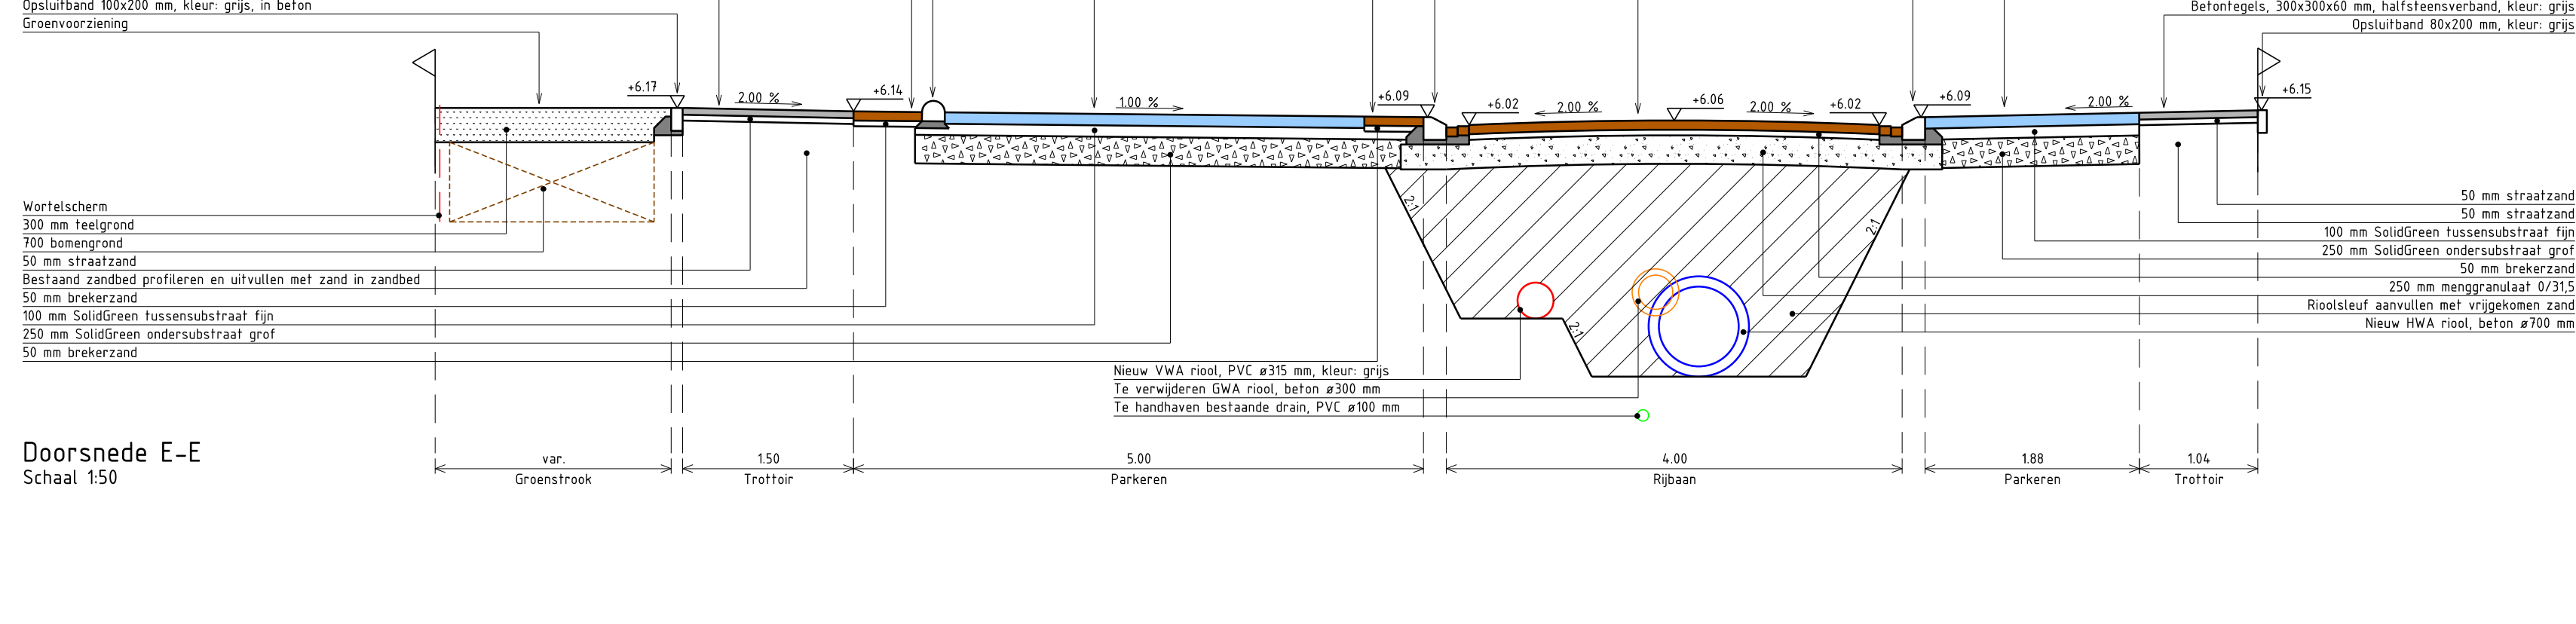 Opsluitband 100x200 mm, kleur: grijs, in beton
Groenvoorziening
Betontegels, 300x300x60 mm, halfsteensverband, kleur: grijs
Opsluitband 80x200 mm, kleur: grijs
+6.17
2.00 %
+6.14
1.00 %
+6.09
+6.02
2.00 %
+6.06
2.00 %
+6.02
+6.09
2.00 %
+6.15
2:1
2:1
2:1
Wortelscherm
300 mm teelgrond
700 bomengrond
50 mm straatzand
Bestaand zandbed profileren en uitvullen met zand in zandbed
50 mm brekerzand
100 mm SolidGreen tussensubstraat fijn
250 mm SolidGreen ondersubstraat grof
50 mm brekerzand
50 mm straatzand
50 mm straatzand
100 mm SolidGreen tussensubstraat fijn
250 mm SolidGreen ondersubstraat grof
50 mm brekerzand
250 mm menggranulaat 0/31,5
Rioolsleuf aanvullen met vrijgekomen zand
Nieuw HWA riool, beton ø700 mm
Nieuw VWA riool, PVC ø315 mm, kleur: grijs
Te verwijderen GWA riool, beton ø300 mm
Te handhaven bestaande drain, PVC ø100 mm
Doorsnede E-E
Schaal 1:50
var.
Groenstrook
1.50
Trottoir
5.00
Parkeren
4.00
Rijbaan
1.88
Parkeren
1.04
Trottoir